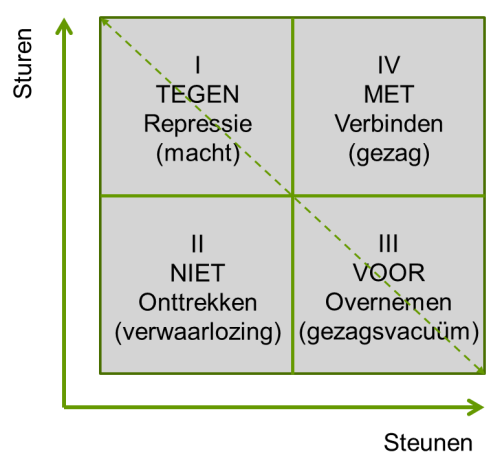 Sturen
I
TEGEN
Repressie
(macht)
IV
MET
Verbinden
(gezag)
II
NIET
Onttrekken
(verwaarlozing)
III
VOOR
Overnemen
(gezagsvacuüm)
Steunen